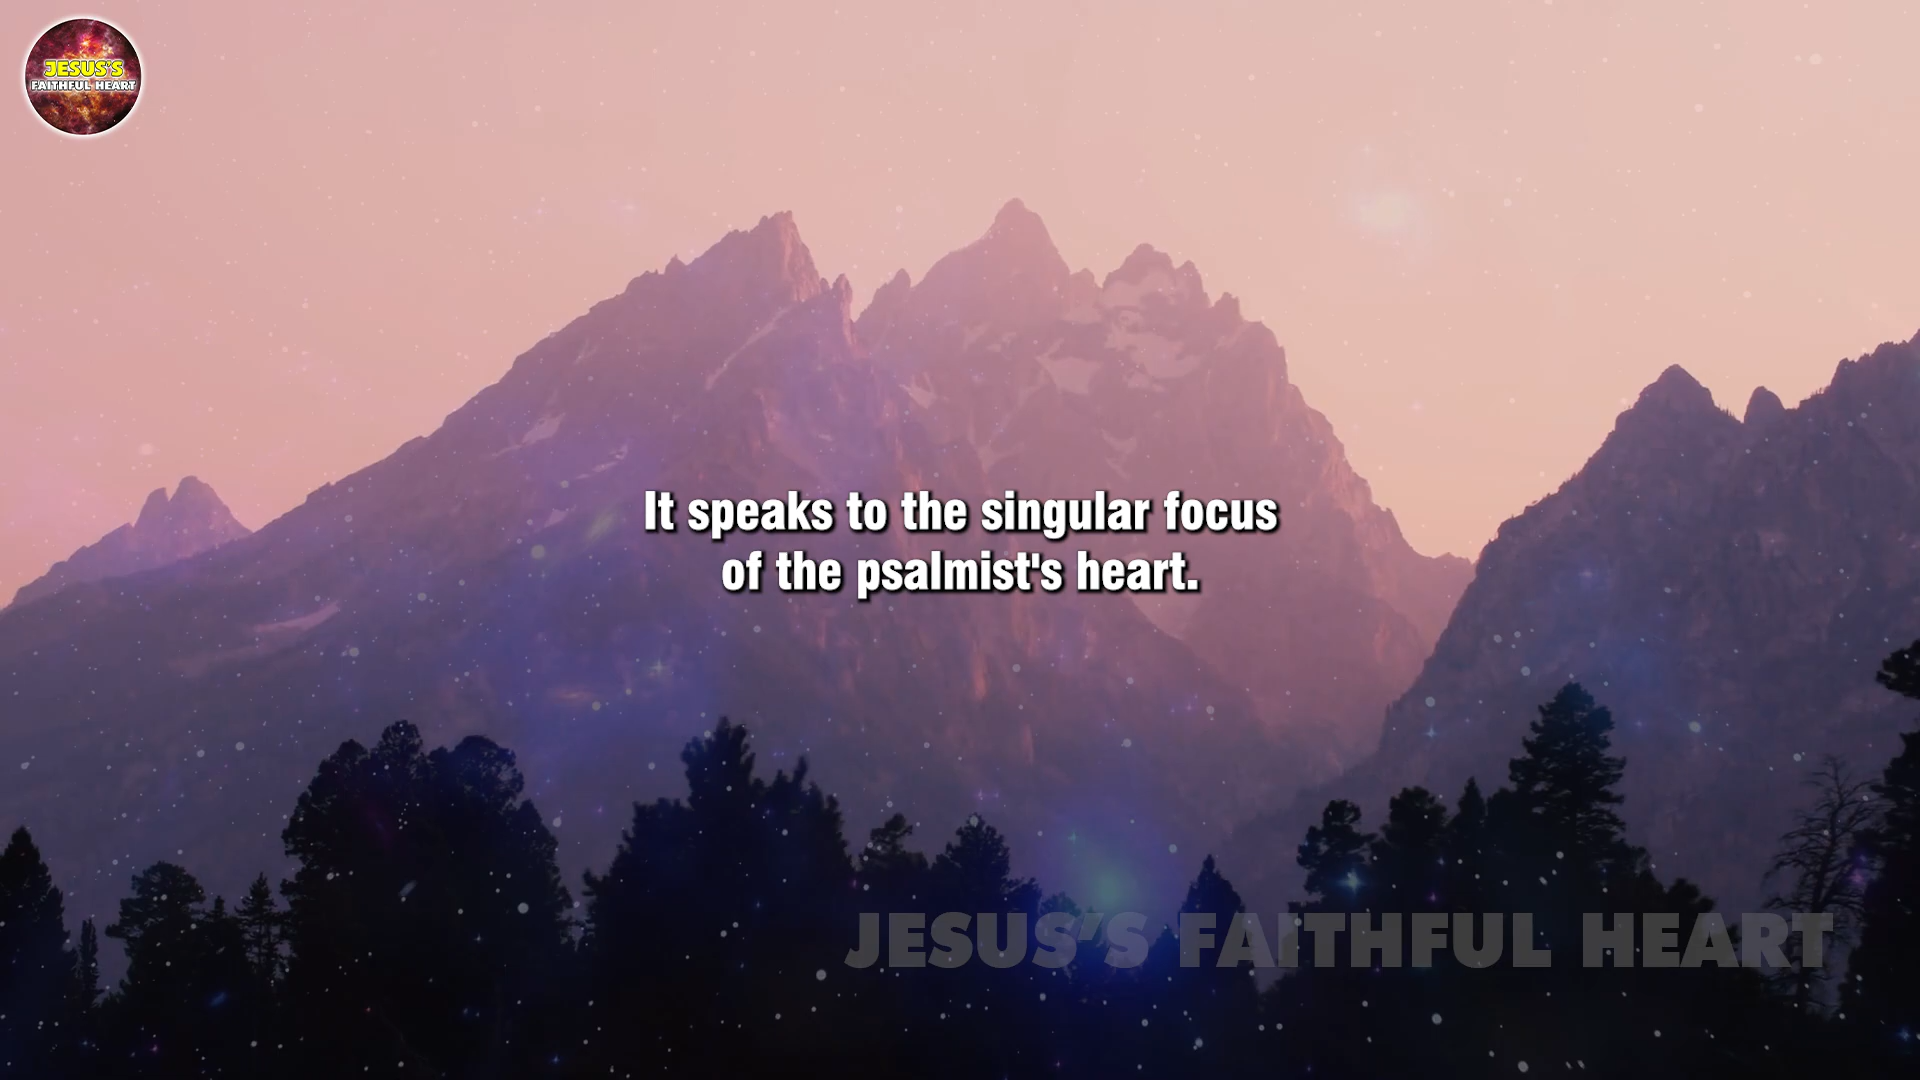 JESUS'S
FAITHFUL HEART
It speaks to the singular focus
of the psalmist's heart.
JESUS'S FAITHFUL HEART